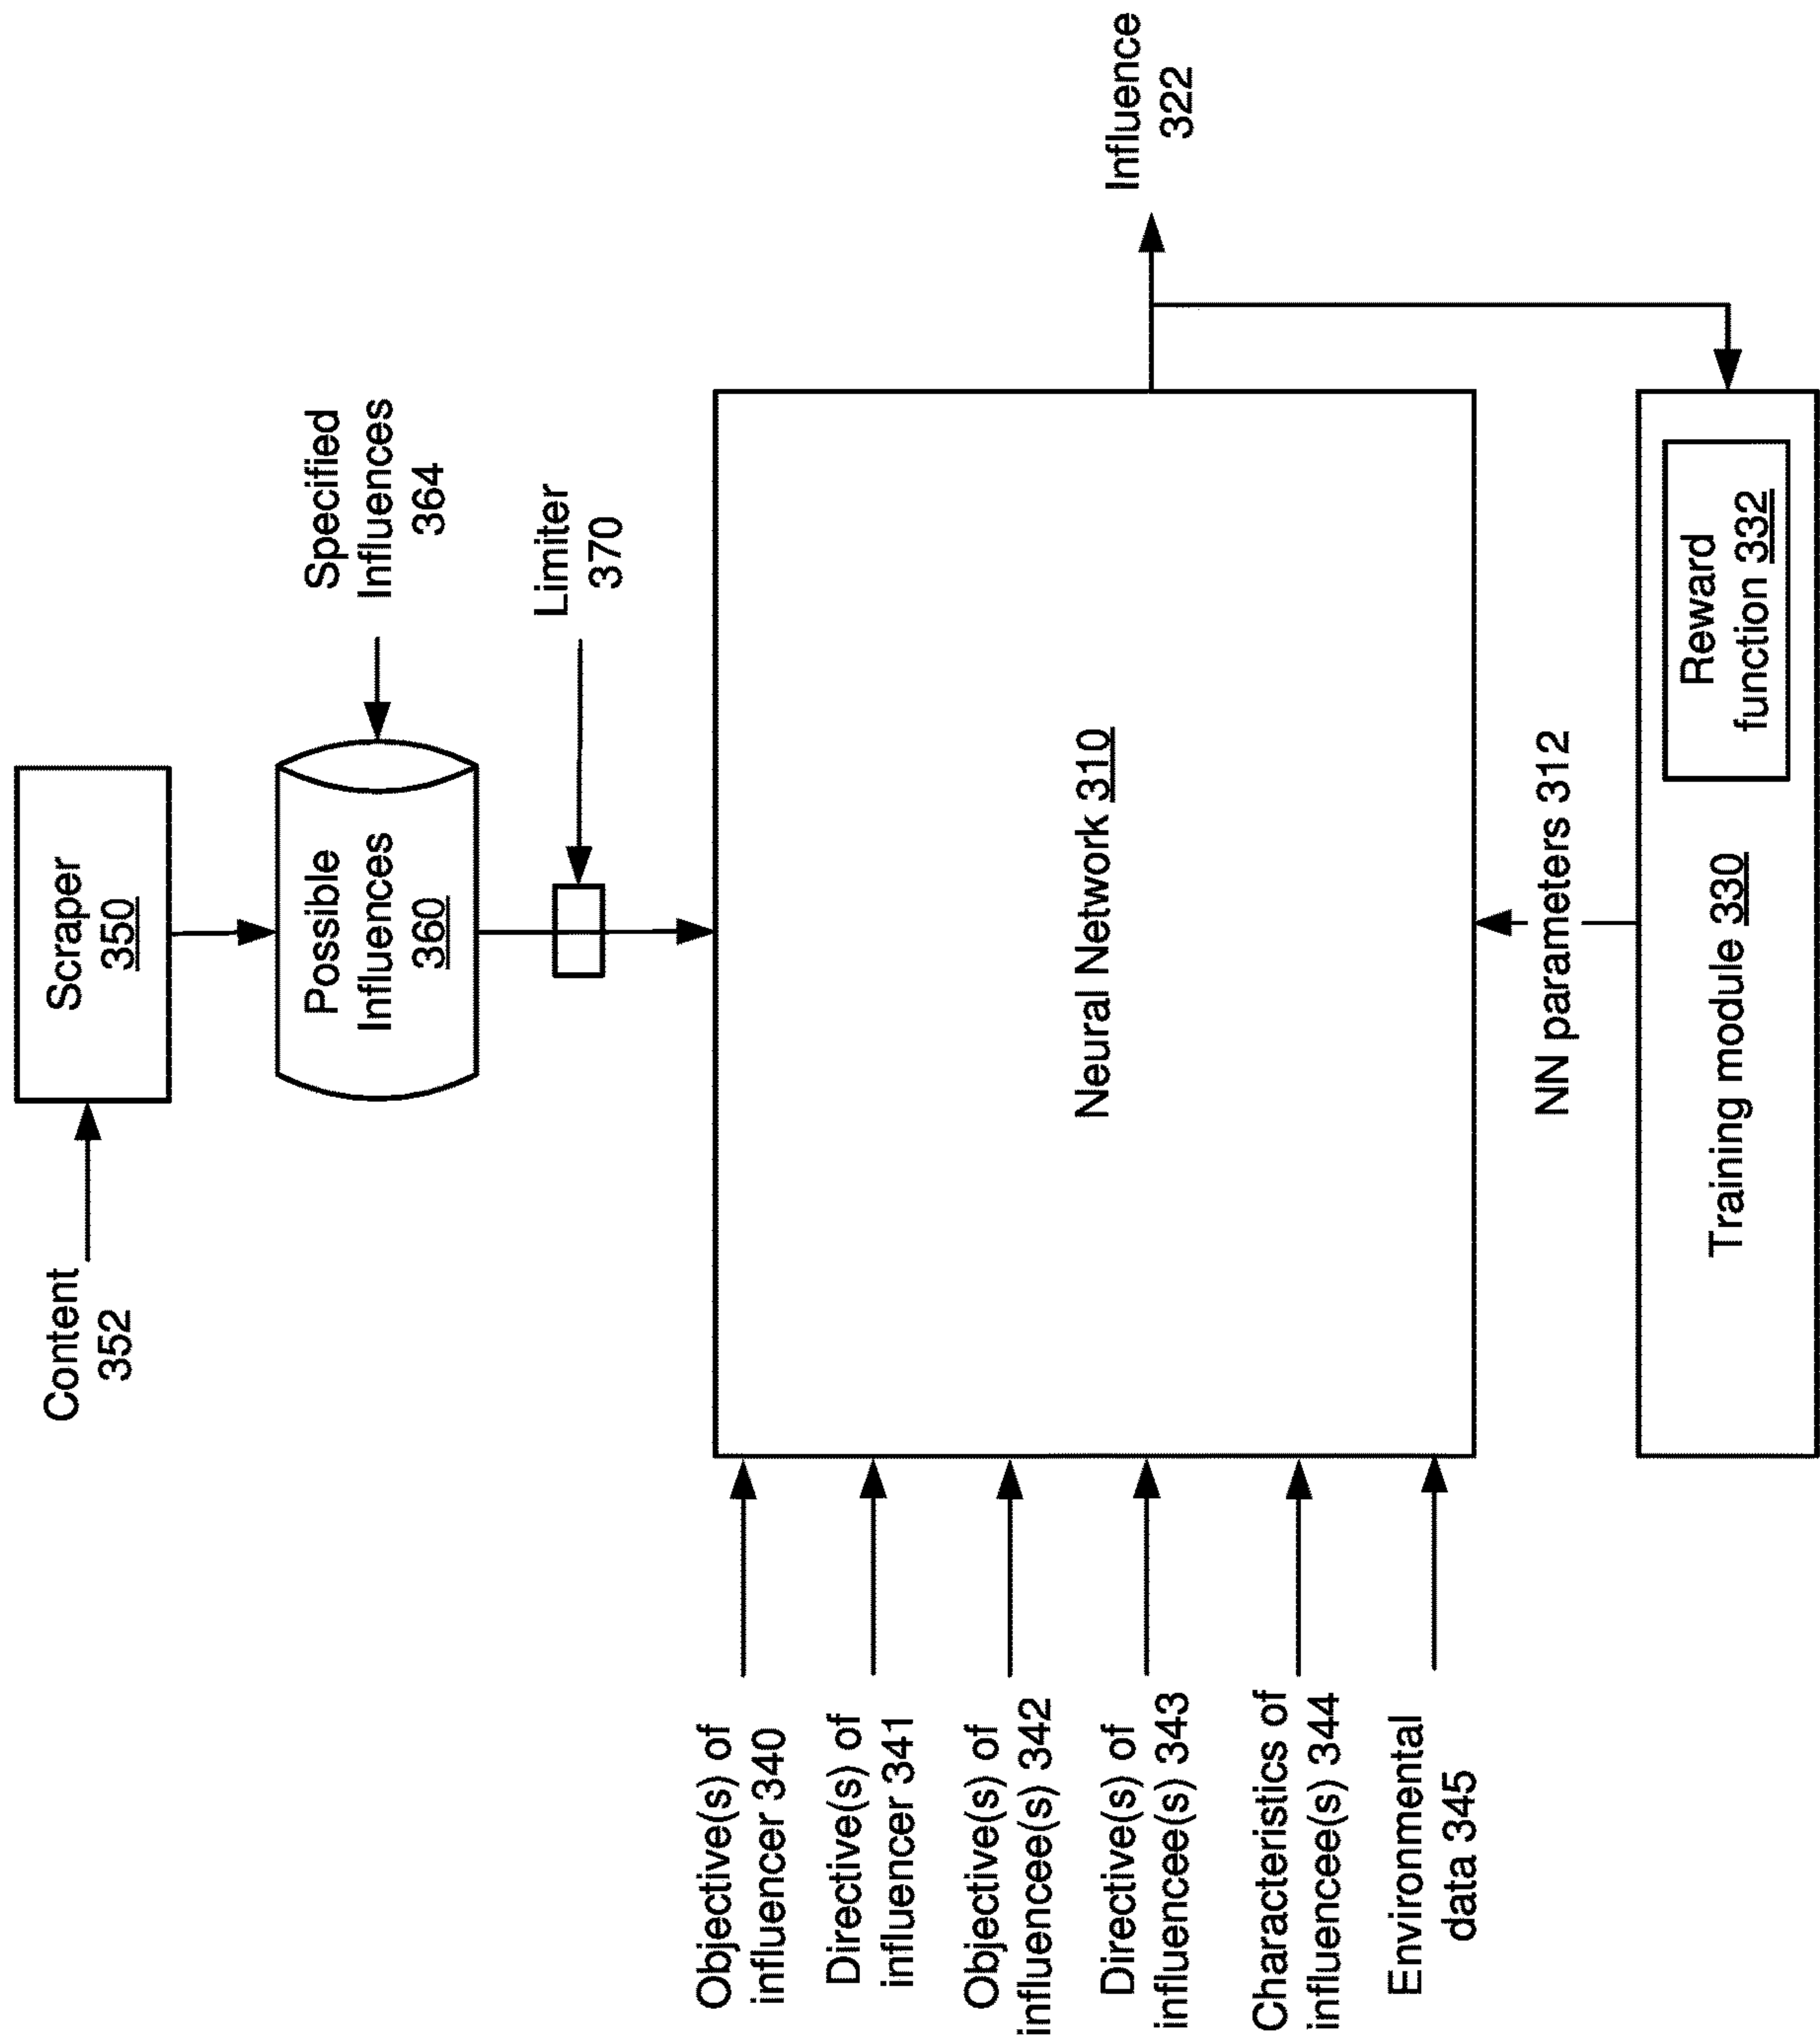 Content
352
Scraper
350
Possible
Influences
360
Specified
Influences
364
Limiter
370
Objective(s) of
influencer 340
Directive(s) of
influencer 341
Objective(s) of
influencee(s) 342
Directive(s) of
influencee(s) 343
Characteristics of
influencee(s) 344
Environmental
data 345
Neural Network 310
Influence
322
NN parameters 312
Training module 330
Reward
function 332